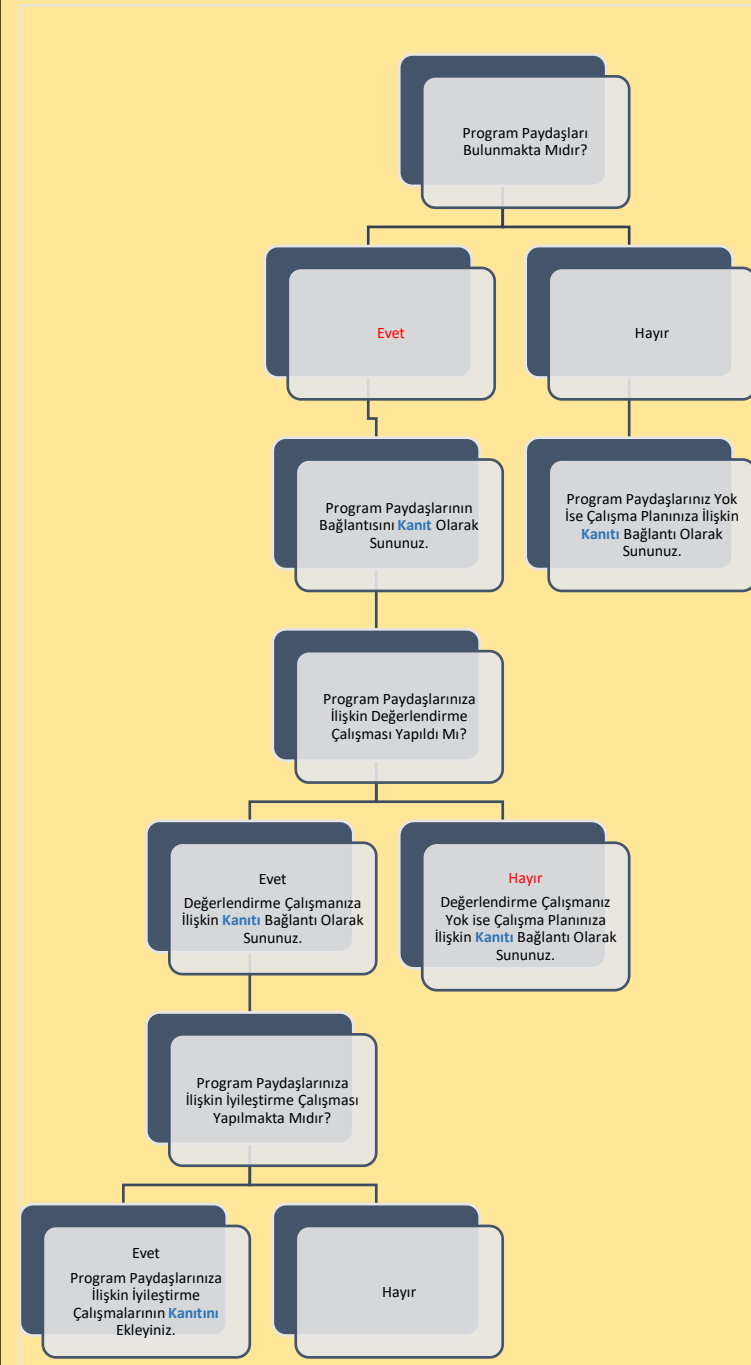 Program Paydaşları
Bulunmakta Mıdır?
Evet
Hayır
Program Paydaşlarının
Bağlantısını Kanıt Olarak
Sununuz.
Program Paydaşlarınız Yok
İse Çalışma Planınıza İlişkin
Kanıtı Bağlantı Olarak
Sununuz.
Program Paydaşlarınıza
İlişkin Değerlendirme
Çalışması Yapıldı Mı?
Evet
Değerlendirme Çalışmanıza
İlişkin Kanıtı Bağlantı Olarak
Sununuz.
Hayır
Değerlendirme Çalışmanız
Yok ise Çalışma Planınıza
İlişkin Kanıtı Bağlantı Olarak
Sununuz.
Program Paydaşlarınıza
İlişkin İyileştirme Çalışması
Yapılmakta Mıdır?
Evet
Program Paydaşlarınıza
İlişkin İyileştirme
Çalışmalarının Kanıtını
Ekleyiniz.
Hayır